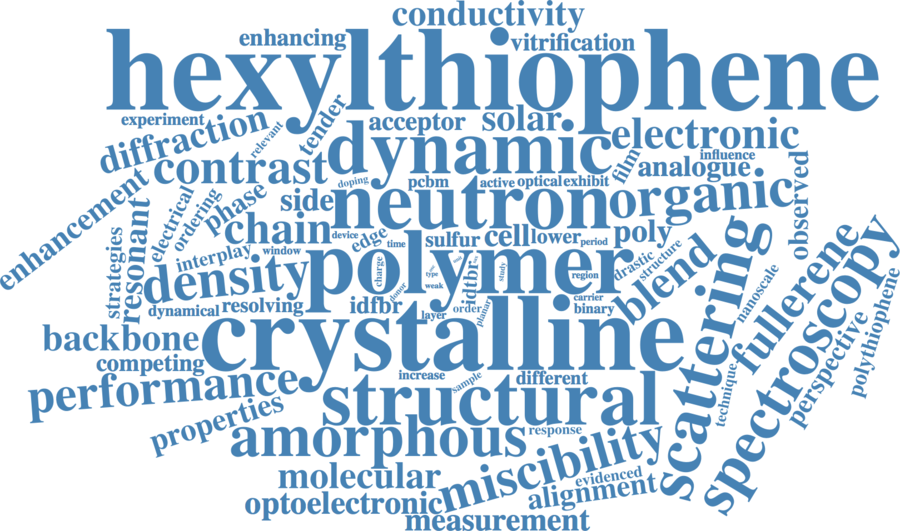 conductivity
enhancing
vitrification
hexylthiophene
experiment
diffraction
relevant
tender
acceptor
solar
electronic
contrast
dynamic
film
influence
analogue
enhancement
resonant
electrical
ordering
phase
side
doping
pcbm
active
optical
exhibit
neutron
organic
observed
chain
device
edge
time
sulfur
cell
lower
period
poly
strategies
interplay
window
density
polymer
charge
type
weak
study
region
drastic
structure
blend
scattering
nanoscale
fullerene
spectroscopy
dynamical
resolving
idfbr
donor
layer
order
idtbr
planar
carrier
binary
backbone
crystalline
competing
performance
increase
sample
different
technique
perspective
polythiophene
properties
structural
amorphous
response
miscibility
molecular
evidenced
alignment
optoelectronic
measurement